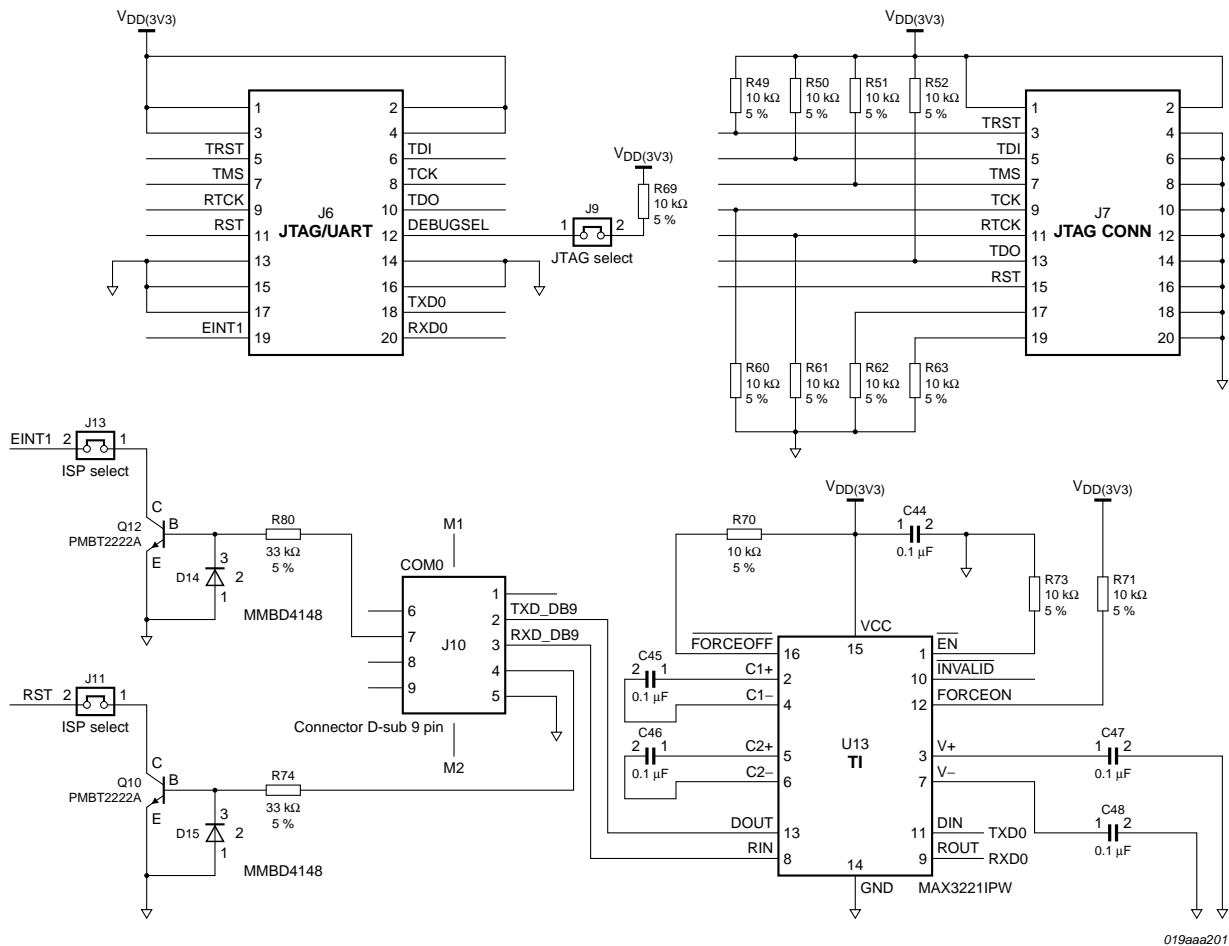 VDD(3V3)
1
2
3
4
TRST
5
6
TDI
TMS
7
8
TCK
RTCK
9
10
TDO
RST
11
12
DEBUGSEL
13
14
15
16
17
18
TXD0
EINT1
19
20
RXD0
J6
JTAG/UART
1
J9
2
JTAG select
VDD(3V3)
R69
10 kΩ
5 %
VDD(3V3)
R49
10 kΩ
5 %
R50
10 kΩ
5 %
R51
10 kΩ
5 %
R52
10 kΩ
5 %
1
2
TRST
3
4
TDI
5
6
TMS
7
8
TCK
9
10
RTCK
11
12
TDO
13
14
RST
15
16
17
18
19
20
J7
JTAG CONN
R60
10 kΩ
5 %
R61
10 kΩ
5 %
R62
10 kΩ
5 %
R63
10 kΩ
5 %
EINT1
2
J13
1
ISP select
C
B
E
Q12
PMBT2222A
3
2
1
D14
MMBD4148
R80
33 kΩ
5 %
RST
2
J11
1
ISP select
C
B
E
Q10
PMBT2222A
3
2
1
D15
MMBD4148
R74
33 kΩ
5 %
M1
COM0
6
7
8
9
1
2
3
4
5
J10
TXD_DB9
RXD_DB9
Connector D-sub 9 pin
M2
VDD(3V3)
R70
10 kΩ
5 %
C44
1
2
0.1 μF
R73
10 kΩ
5 %
VDD(3V3)
R71
10 kΩ
5 %
VCC
15
FORCEOFF
16
1
EN
C45
2
1
0.1 μF
C1+
2
10
INVALID
C1−
4
12
FORCEON
C46
2
1
0.1 μF
C2+
5
3
V+
C2−
6
7
V−
U13
TI
C47
1
2
0.1 μF
C48
1
2
0.1 μF
DOUT
13
11
DIN
TXD0
RIN
8
9
ROUT
RXD0
14
GND
MAX3221IPW
019aaa201